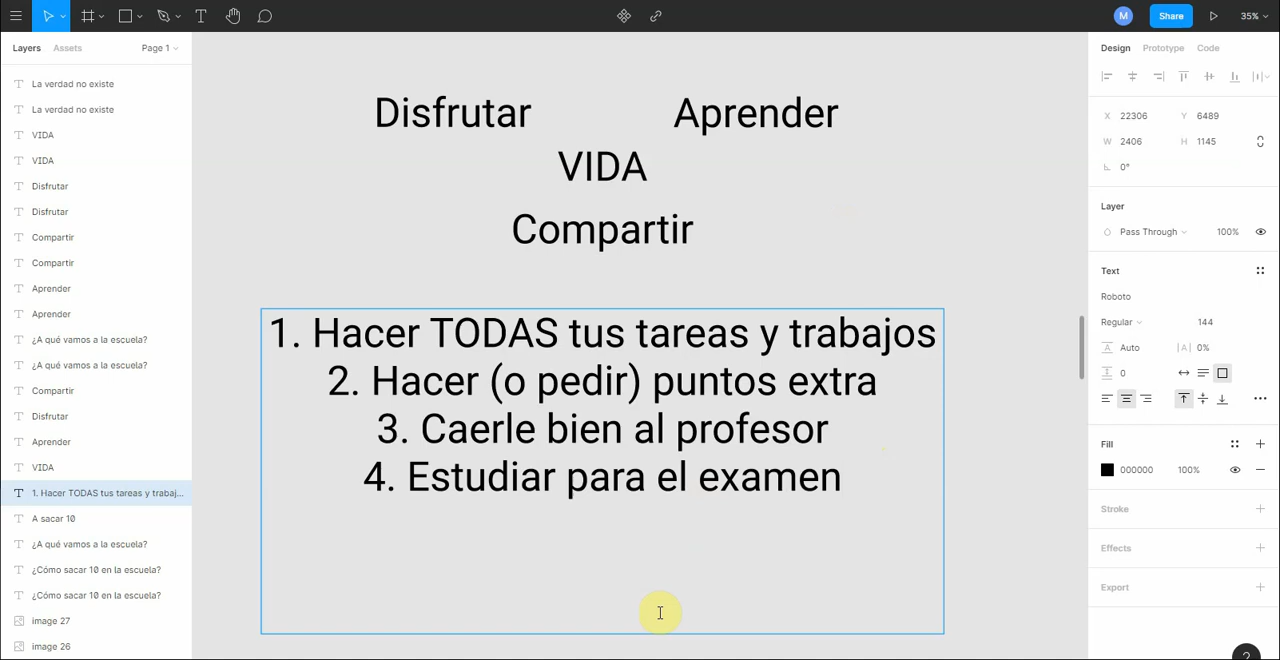 M
Share
35%
Layers
Assets
Page 1
La verdad no existe
La verdad no existe
VIDA
VIDA
Disfrutar
Disfrutar
Compartir
Compartir
Aprender
Aprender
¿A qué vamos a la escuela?
¿A qué vamos a la escuela?
Compartir
Disfrutar
Aprender
VIDA
1. Hacer TODAS tus tareas y trabaj...
A sacar 10
¿A qué vamos a la escuela?
¿Cómo sacar 10 en la escuela?
¿Cómo sacar 10 en la escuela?
image 27
image 26
Disfrutar Aprender
VIDA
Compartir
1. Hacer TODAS tus tareas y trabajos
2. Hacer (o pedir) puntos extra
3. Caerle bien al profesor
4. Estudiar para el examen
Design Prototype Code
X 22306 Y 6489
W 2406 H 1145
0°
Layer
Pass Through 100%
Text
Roboto
Regular 144
Auto 0%
0
Fill
000000 100%
Stroke
Effects
Export
?